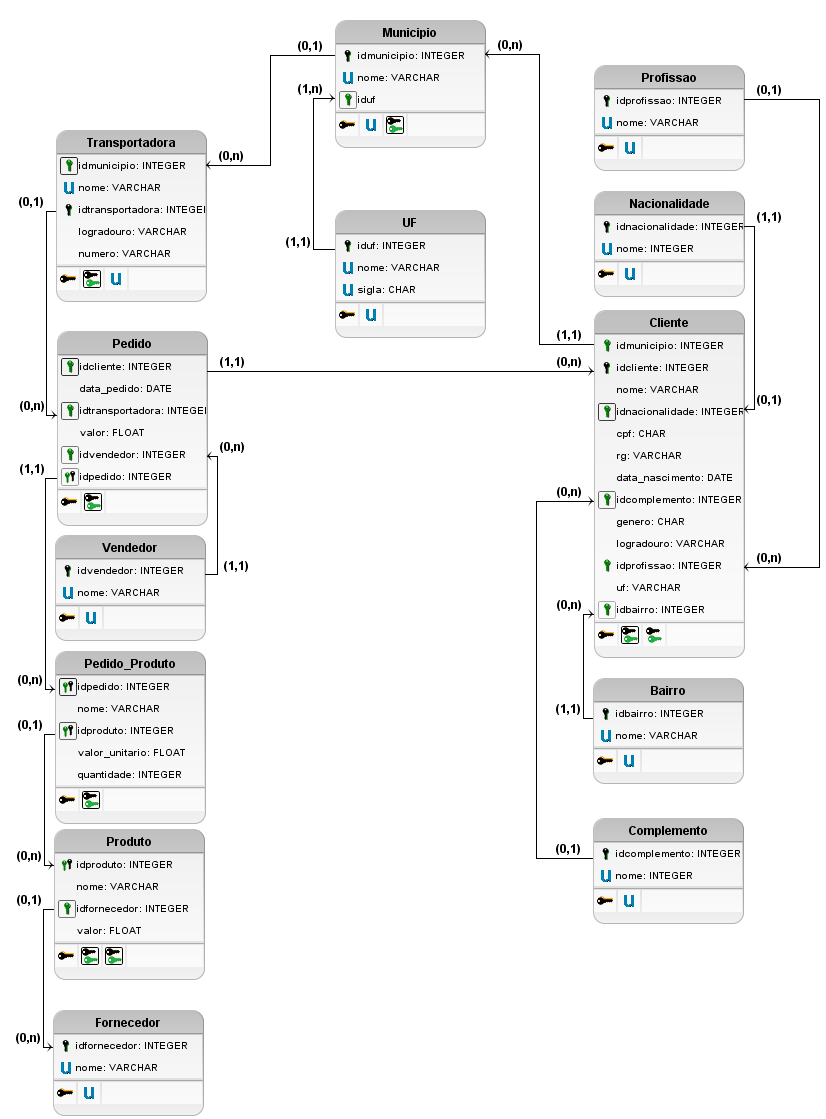 Municipio
idmunicipio: INTEGER
nome: VARCHAR
iduf
(0,1)
(0,n)
(1,n)
Profissao
idprofissao: INTEGER
nome: VARCHAR
(0,1)
Transportadora
idmunicipio: INTEGER
nome: VARCHAR
idtransportadora: INTEGE
logradouro: VARCHAR
numero: VARCHAR
(0,n)
(0,1)
UF
iduf: INTEGER
nome: VARCHAR
sigla: CHAR
(1,1)
Nacionalidade
idnacionalidade: INTEGER
nome: INTEGER
(1,1)
Pedido
idcliente: INTEGER
data_pedido: DATE
idtransportadora: INTEGE
valor: FLOAT
idvendedor: INTEGER
idpedido: INTEGER
(1,1)
(0,n)
(0,n)
(1,1)
Cliente
idmunicipio: INTEGER
idcliente: INTEGER
nome: VARCHAR
idnacionalidade: INTEGER
cpf: CHAR
rg: VARCHAR
data_nascimento: DATE
idcomplemento: INTEGER
genero: CHAR
logradouro: VARCHAR
idprofissao: INTEGER
uf: VARCHAR
idbairro: INTEGER
(1,1)
(0,n)
(0,1)
(0,n)
(0,n)
(0,n)
Vendedor
idvendedor: INTEGER
nome: VARCHAR
(1,1)
Pedido_Produto
idpedido: INTEGER
nome: VARCHAR
idproduto: INTEGER
valor_unitario: FLOAT
quantidade: INTEGER
(0,n)
(0,1)
Bairro
idbairro: INTEGER
nome: VARCHAR
(1,1)
Produto
idproduto: INTEGER
nome: VARCHAR
idfornecedor: INTEGER
valor: FLOAT
(0,n)
(0,1)
Complemento
idcomplemento: INTEGER
nome: INTEGER
(0,1)
Fornecedor
idfornecedor: INTEGER
nome: VARCHAR
(0,n)